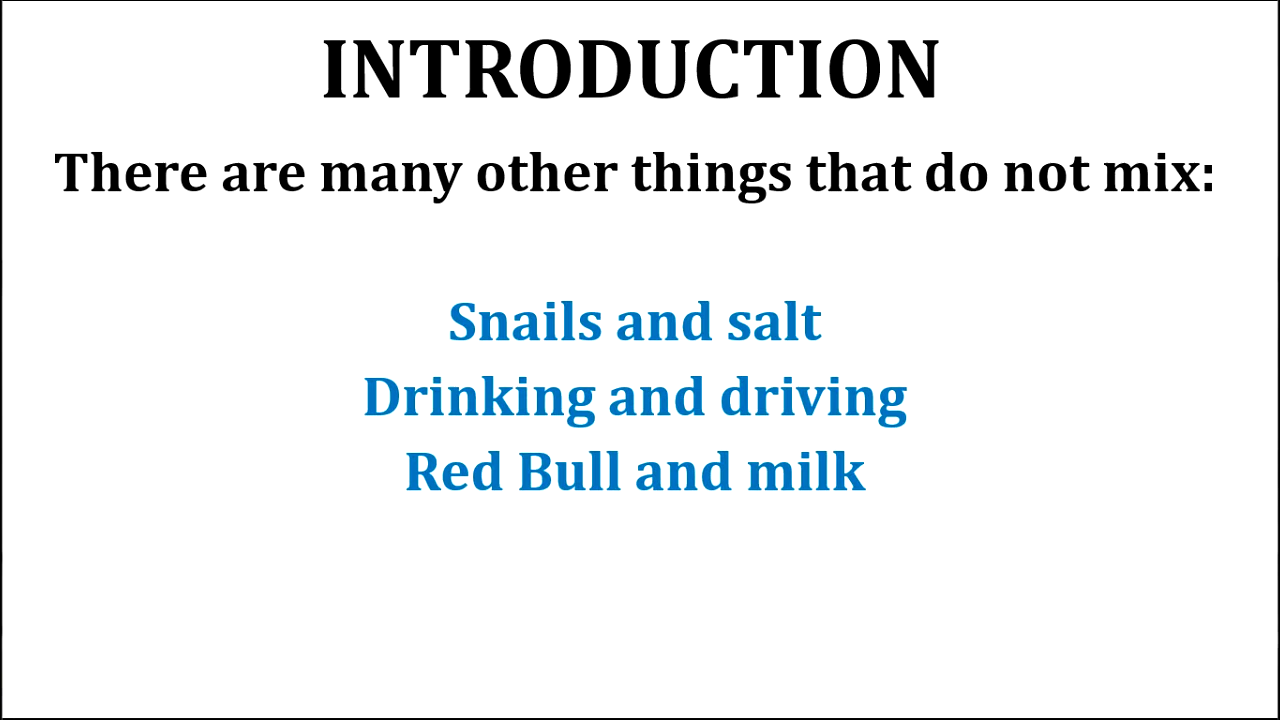 INTRODUCTION
There are many other things that do not mix:
Snails and salt
Drinking and driving
Red Bull and milk